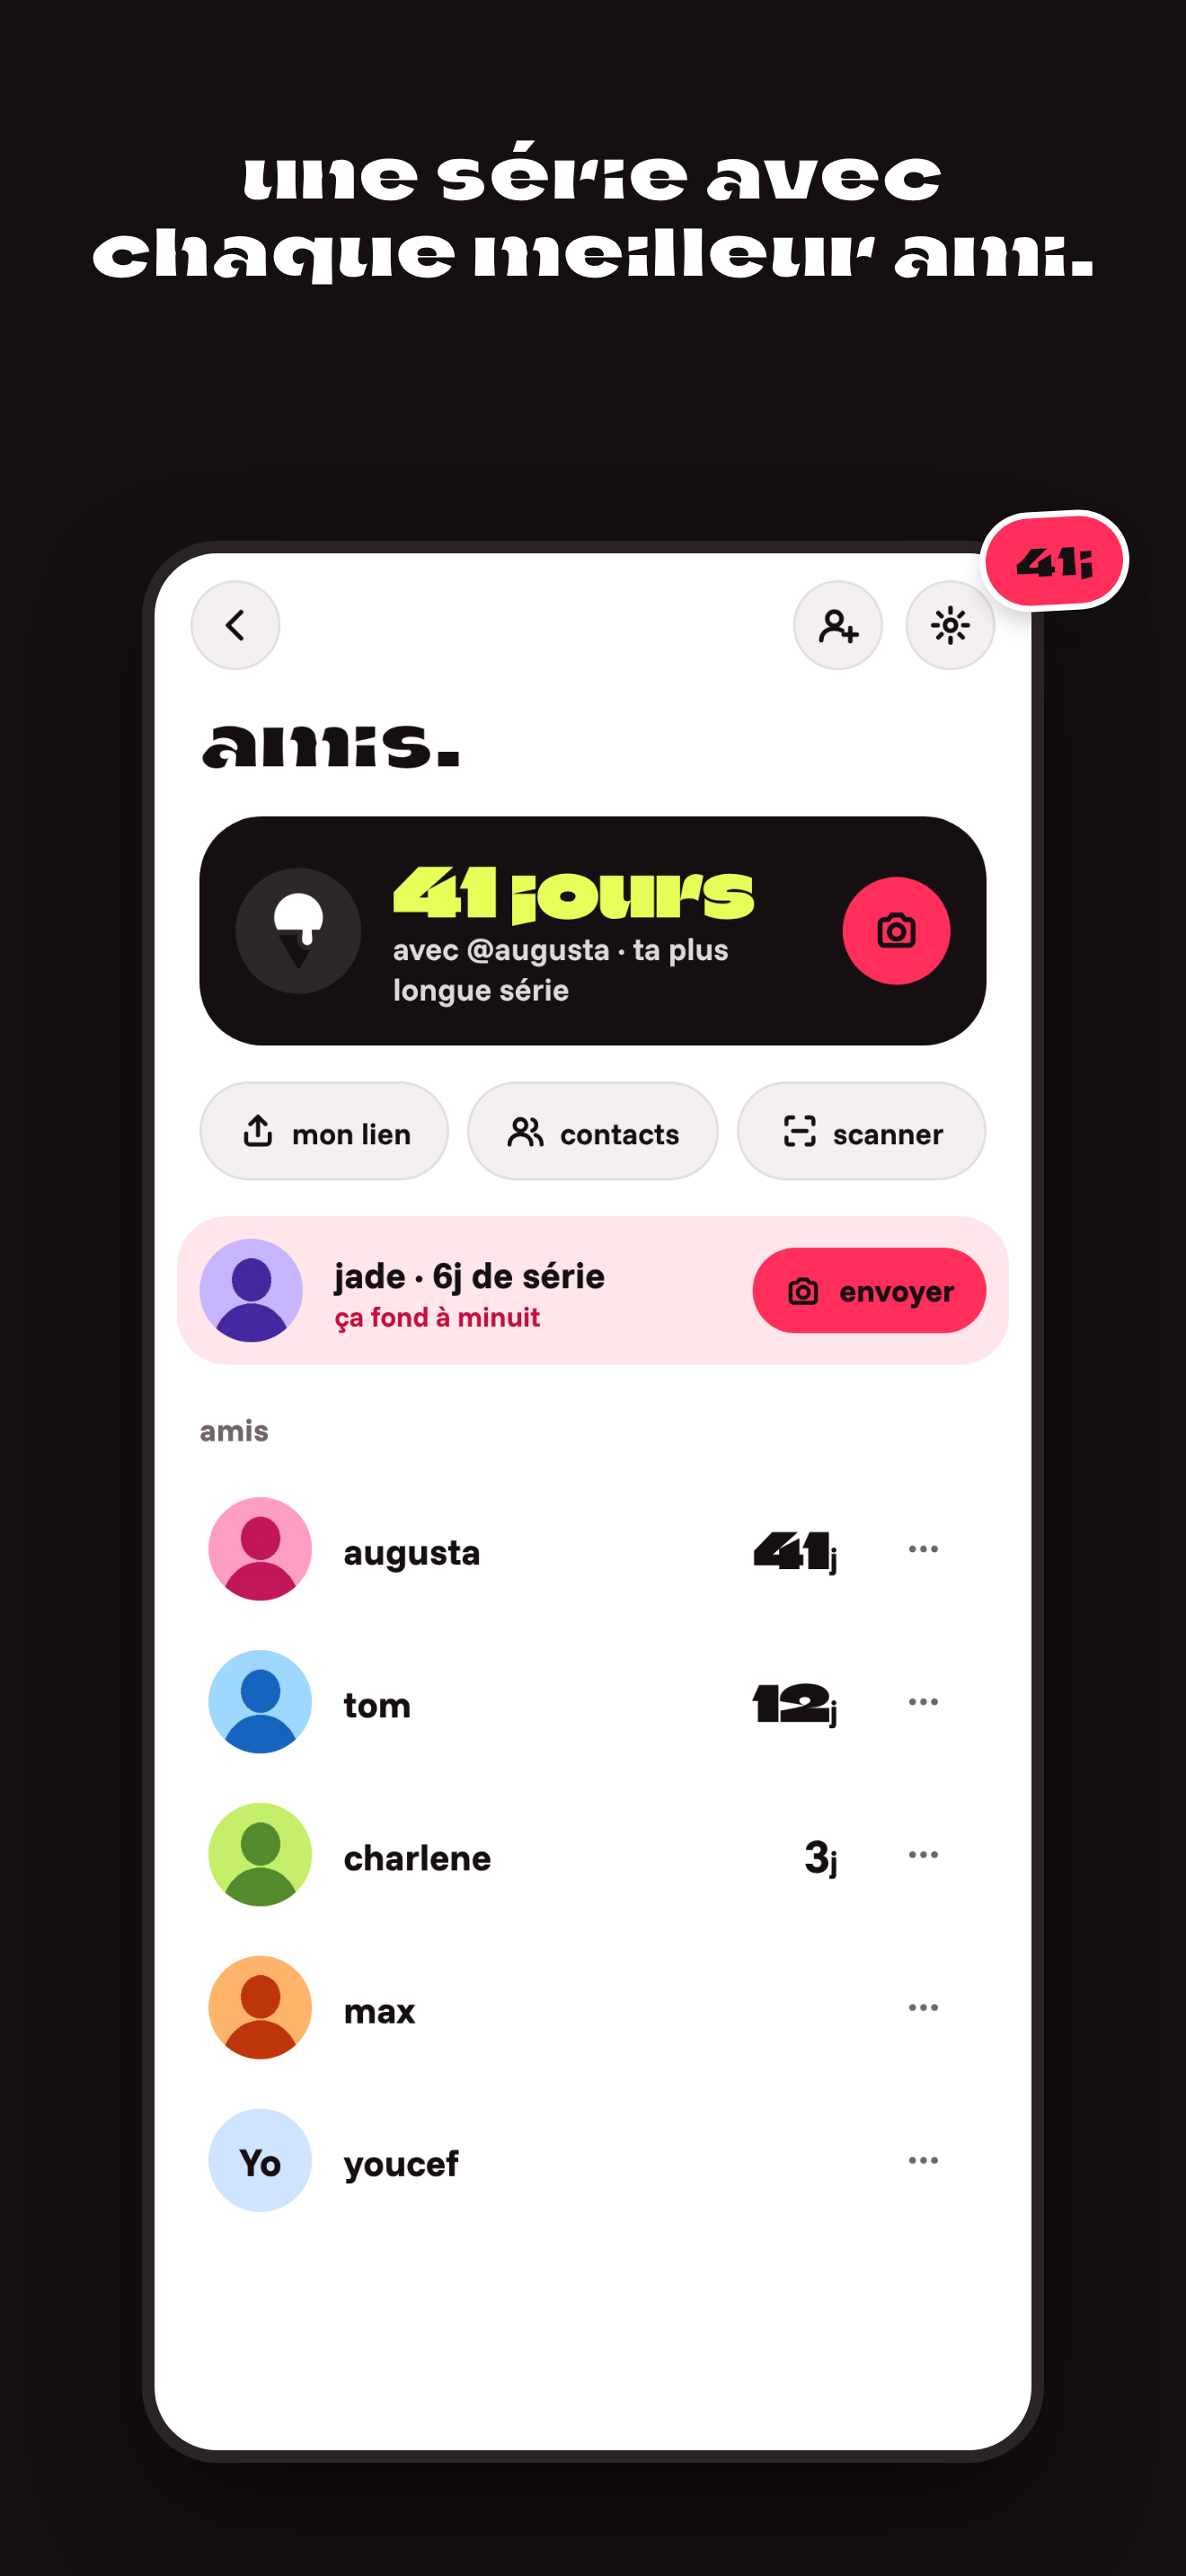 une série avec
chaque meilleur ami.
41j
amis.
41 jours
avec @augusta · ta plus
longue série
mon lien
contacts
scanner
jade · 6j de série
ça fond à minuit
envoyer
amis
augusta
41j
tom
12j
charlene
3j
max
Yo
youcef